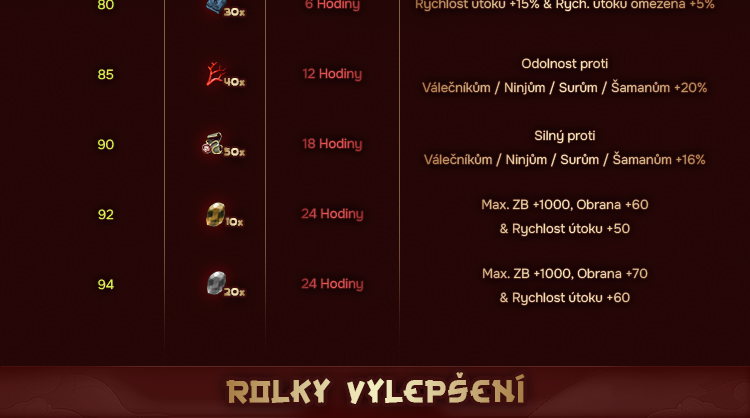 80
30x
6 Hodiny
Rychlost útoku +15% & Rych. útoku omezená +5%
85
40x
12 Hodiny
Odolnost proti
Válečníkům / Ninjům / Surům / Šamanům +20%
90
50x
18 Hodiny
Silný proti
Válečníkům / Ninjům / Surům / Šamanům +16%
92
10x
24 Hodiny
Max. ZB +1000, Obrana +60
& Rychlost útoku +50
94
20x
24 Hodiny
Max. ZB +1000, Obrana +70
& Rychlost útoku +60
ROLKY VYLEPŠENÍ